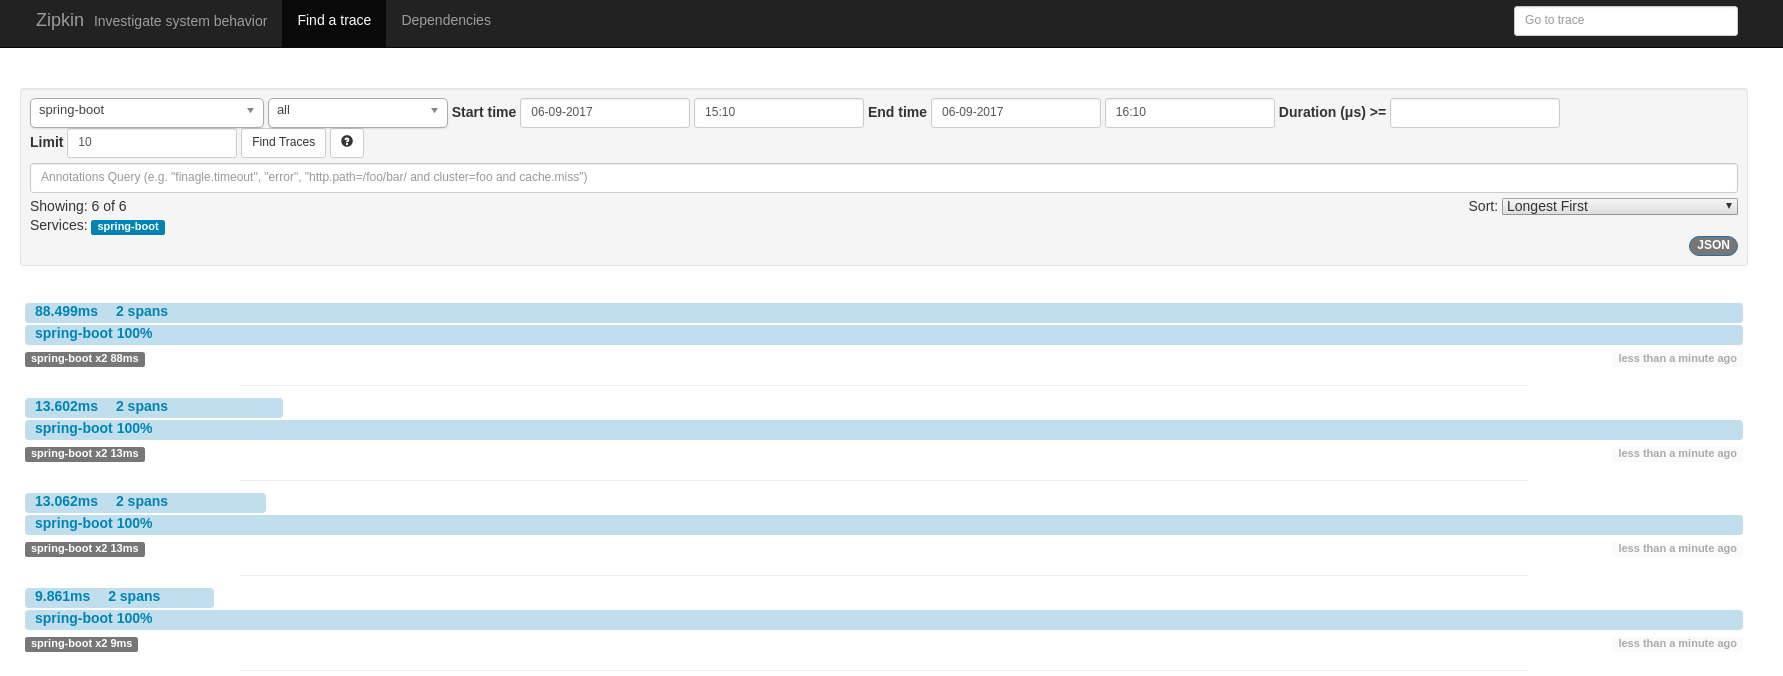 Zipkin Investigate system behavior Find a trace Dependencies Go to trace
spring-boot all Start time 06-09-2017 15:10 End time 06-09-2017 16:10 Duration (μs) >=
Limit 10 Find Traces ?
Annotations Query (e.g. "finagle.timeout", "error", "http.path=/foo/bar/ and cluster=foo and cache.miss")
Showing: 6 of 6 Sort: Longest First
Services: spring-boot
JSON
88.499ms 2 spans
spring-boot 100%
spring-boot x2 88ms less than a minute ago
13.602ms 2 spans
spring-boot 100%
spring-boot x2 13ms less than a minute ago
13.062ms 2 spans
spring-boot 100%
spring-boot x2 13ms less than a minute ago
9.861ms 2 spans
spring-boot 100%
spring-boot x2 9ms less than a minute ago